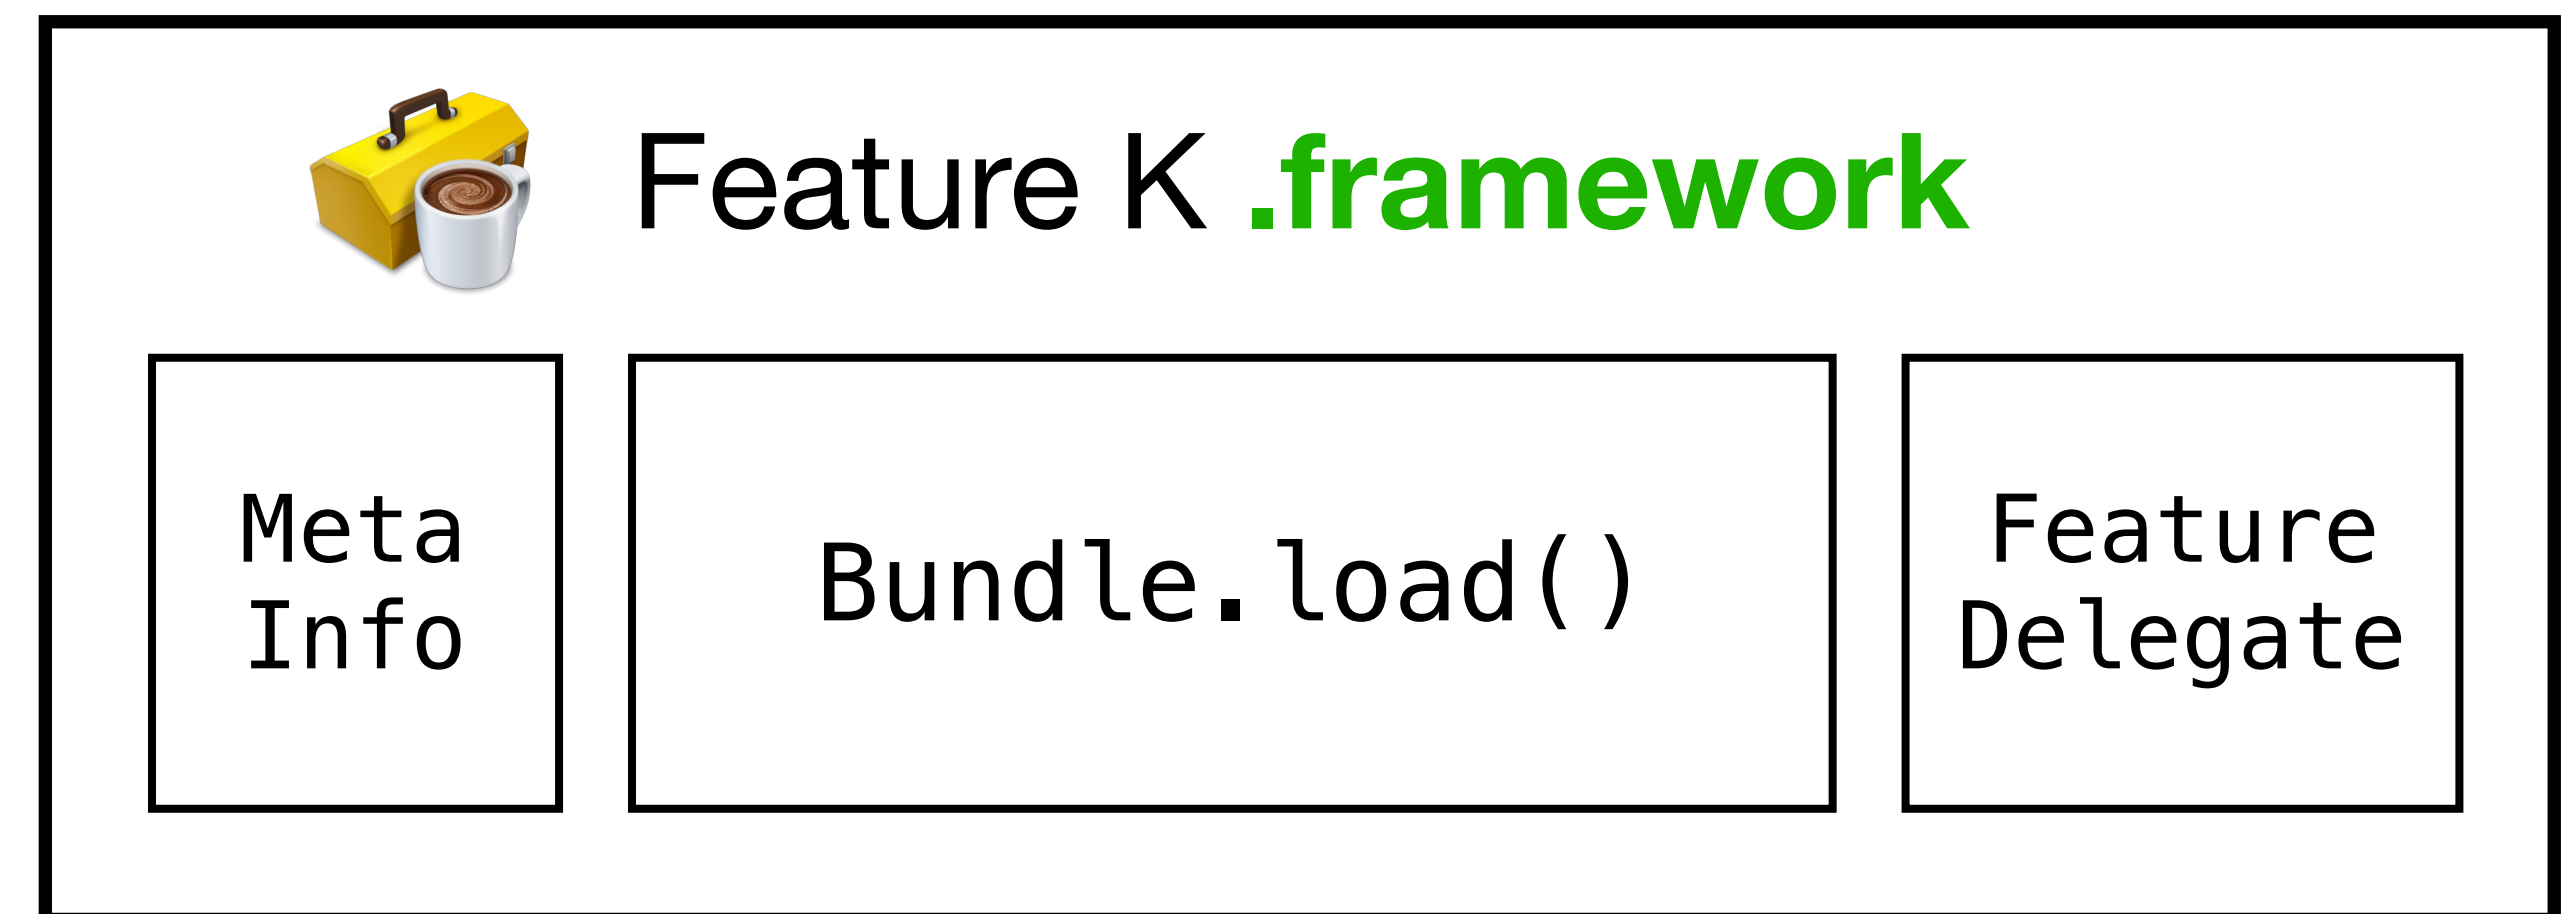 Feature K .framework
Meta
Info
Bundle.load()
Feature
Delegate